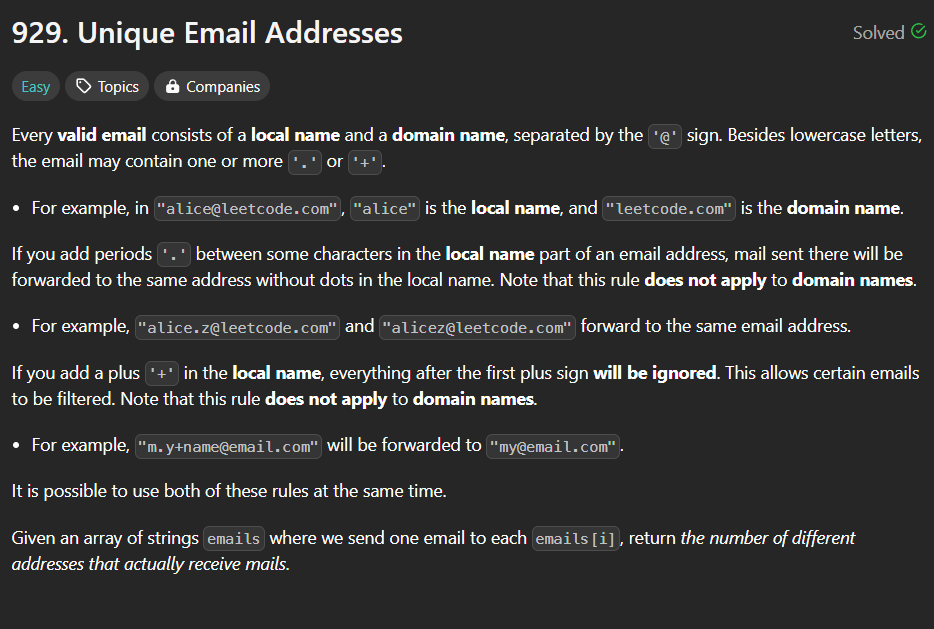 929. Unique Email Addresses
Solved
Easy
Topics
Companies
Every valid email consists of a local name and a domain name, separated by the '@' sign. Besides lowercase letters,
the email may contain one or more '.' or '+'.
• For example, in "alice@leetcode.com", "alice" is the local name, and "leetcode.com" is the domain name.
If you add periods '.' between some characters in the local name part of an email address, mail sent there will be
forwarded to the same address without dots in the local name. Note that this rule does not apply to domain names.
• For example, "alice.z@leetcode.com" and "alicez@leetcode.com" forward to the same email address.
If you add a plus '+' in the local name, everything after the first plus sign will be ignored. This allows certain emails
to be filtered. Note that this rule does not apply to domain names.
• For example, "m.y+name@email.com" will be forwarded to "my@email.com".
It is possible to use both of these rules at the same time.
Given an array of strings emails where we send one email to each emails[i], return the number of different
addresses that actually receive mails.